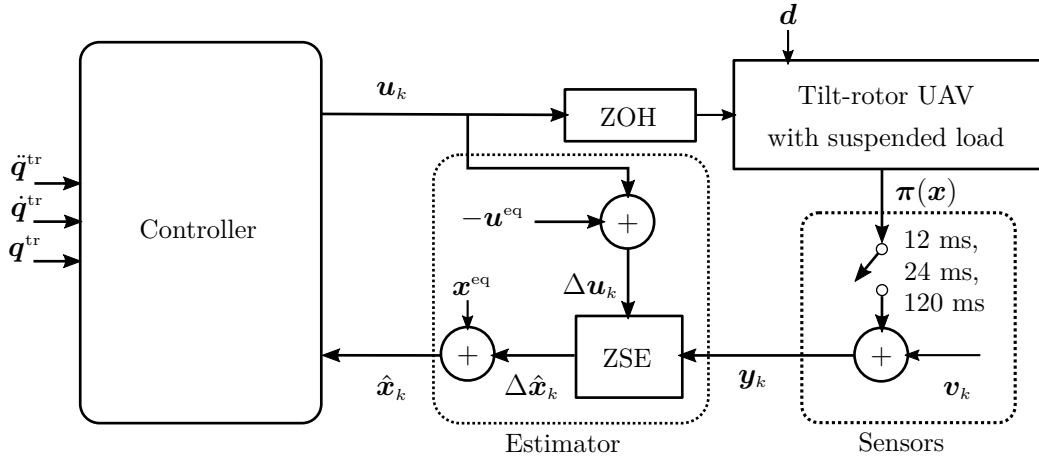 d
u_k
ZOH
Tilt-rotor UAV
with suspended load
q̈^tr
q̇^tr
q^tr
Controller
π(x)
−u^eq
+
12 ms,
24 ms,
120 ms
x^eq
Δu_k
+
ZSE
+
x̂_k
Δx̂_k
y_k
v_k
Estimator
Sensors